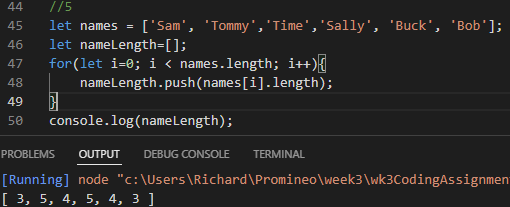 44 //5
45 let names = ['Sam', 'Tommy','Time','Sally', 'Buck', 'Bob'];
46 let nameLength=[];
47 for(let i=0; i < names.length; i++){
48 nameLength.push(names[i].length);
49 }
50 console.log(nameLength);
PROBLEMS OUTPUT DEBUG CONSOLE TERMINAL
[Running] node "c:\Users\Richard\Promineo\week3\wk3CodingAssignment
[ 3, 5, 4, 5, 4, 3 ]